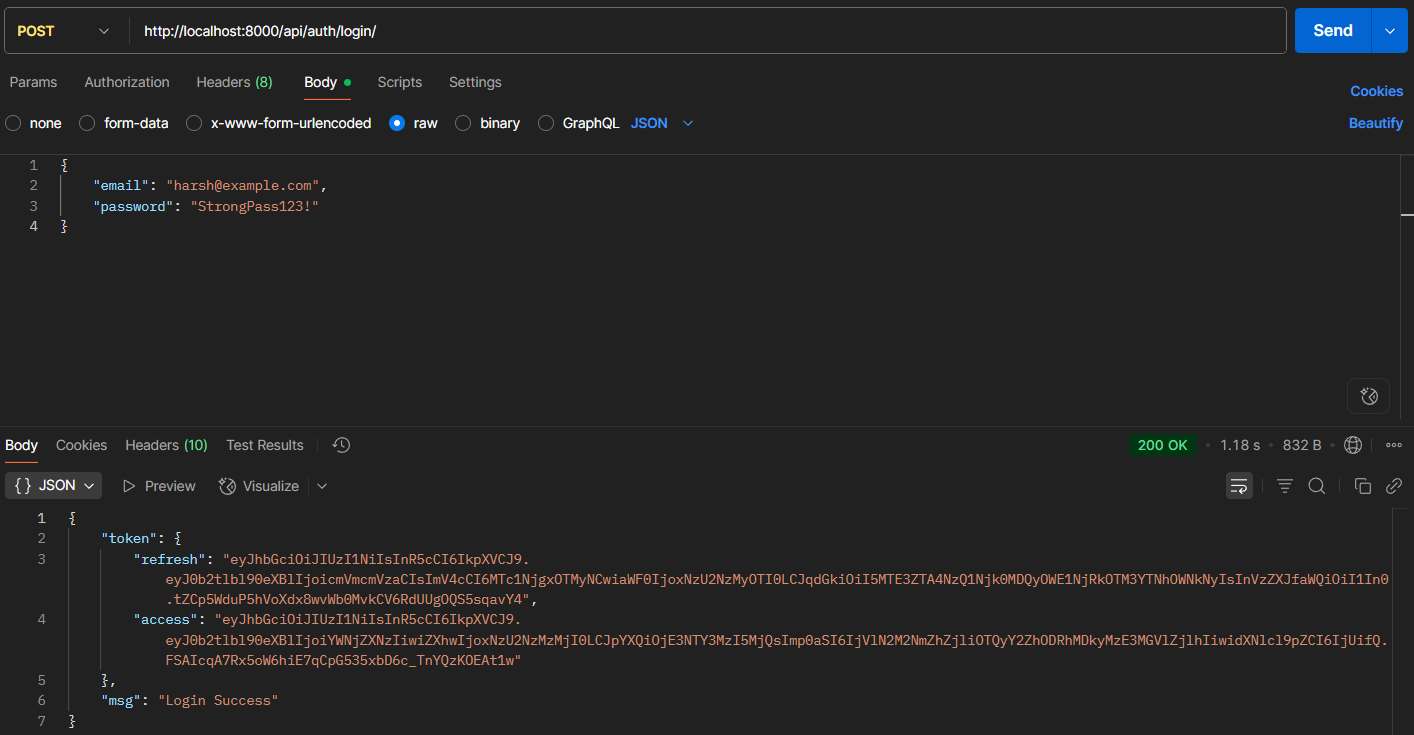 POST http://localhost:8000/api/auth/login/ Send
Params Authorization Headers (8) Body Scripts Settings Cookies
none form-data x-www-form-urlencoded raw binary GraphQL JSON Beautify
1 {
2 "email": "harsh@example.com",
3 "password": "StrongPass123!"
4 }
Body Cookies Headers (10) Test Results 200 OK • 1.18 s • 832 B
{} JSON Preview Visualize
1 {
2 "token": {
3 "refresh": "eyJhbGciOiJIUzI1NiIsInR5cCI6IkpXVCJ9.
eyJ0b2tlbl90eXBlIjoicmVmcmVzaCIsImV4cCI6MTc1NjgxOTMyNCwiaWF0IjoxNzU2NzMyOTI0LCJqdGkiOiI5MTE3ZTA4NzQ1Njk0MDQyOWE1NjRkOTM3YTNhOWNkNyIsInVzZXJfaWQiOiI1In0
.tZCp5WduP5hVoXdx8wvWb0MvkCV6RdUUgOQS5sqavY4",
4 "access": "eyJhbGciOiJIUzI1NiIsInR5cCI6IkpXVCJ9.
eyJ0b2tlbl90eXBlIjoiYWNjZXNzIiwiZXhwIjoxNzU2NzMzMjI0LCJpYXQiOjE3NTY3MzI5MjQsImp0aSI6IjVlN2M2NmZhZjliOTQyY2ZhODRhMDkyMzE3MGVlZjlhIiwidXNlcl9pZCI6IjUifQ.
FSAIcqA7Rx5oW6hiE7qCpG535xbD6c_TnYQzKOEAt1w"
5 },
6 "msg": "Login Success"
7 }